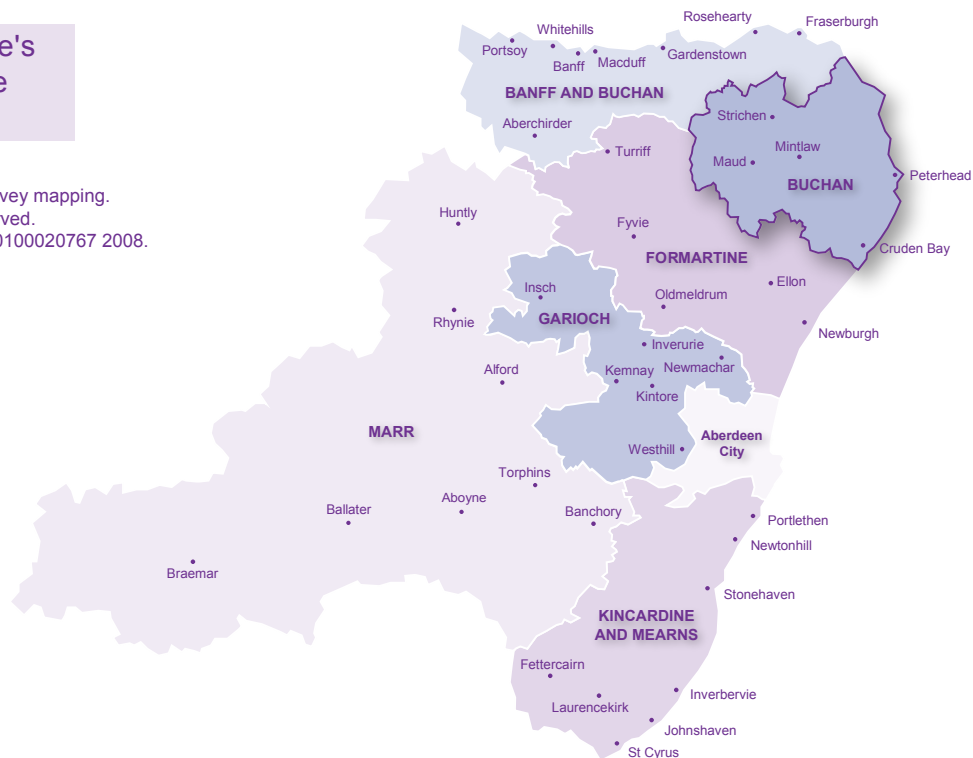 e's
e
vey mapping.
ved.
0100020767 2008.
Rosehearty
Fraserburgh
Whitehills
Portsoy
Banff
Macduff
Gardenstown
BANFF AND BUCHAN
Aberchirder
Strichen
Turriff
Maud
Mintlaw
BUCHAN
Peterhead
Huntly
Fyvie
FORMARTINE
Cruden Bay
Insch
Oldmeldrum
Ellon
Rhynie
GARIOCH
Newburgh
Inverurie
Alford
Kemnay
Newmachar
Kintore
MARR
Aberdeen
City
Westhill
Torphins
Ballater
Aboyne
Banchory
Portlethen
Newtonhill
Braemar
Stonehaven
KINCARDINE
AND MEARNS
Fettercairn
Laurencekirk
Inverbervie
Johnshaven
St Cyrus